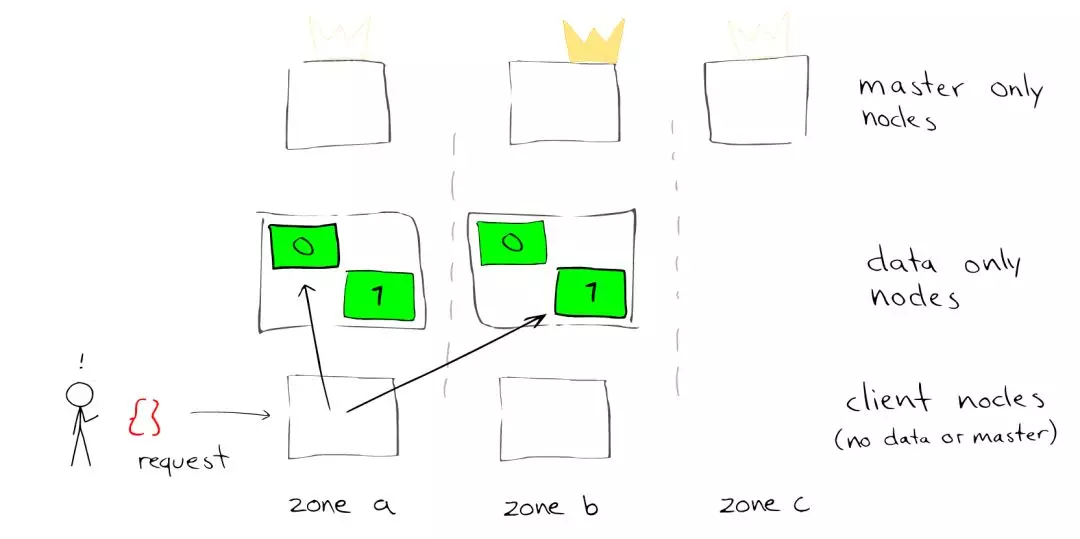 master only
nodes
0
1
0
1
data only
nodes
!
{}
request
client nodes
(no data or master)
zone a
zone b
zone c